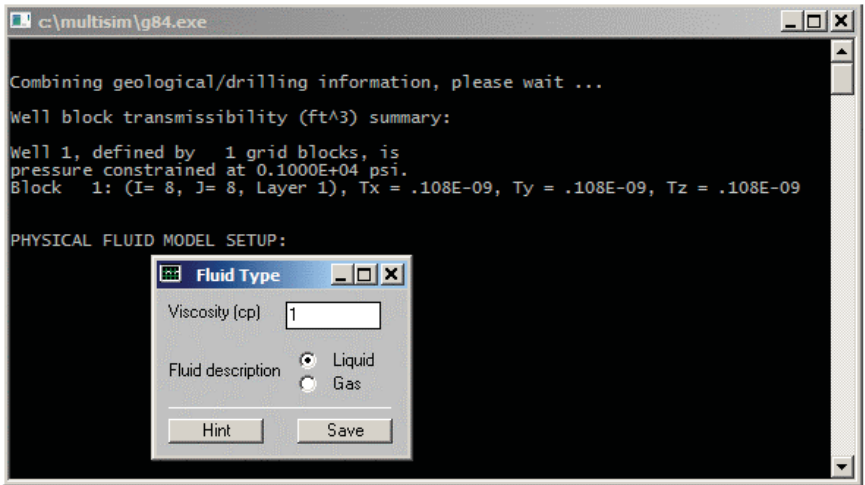 c:\multisim\g84.exe
Combining geological/drilling information, please wait ...
Well block transmissibility (ft^3) summary:
Well 1, defined by 1 grid blocks, is
pressure constrained at 0.1000E+04 psi.
Block 1: (I= 8, J= 8, Layer 1), Tx = .108E-09, Ty = .108E-09, Tz = .108E-09
PHYSICAL FLUID MODEL SETUP:
Fluid Type
Viscosity (cp) 1
Fluid description Liquid
Gas
Hint Save